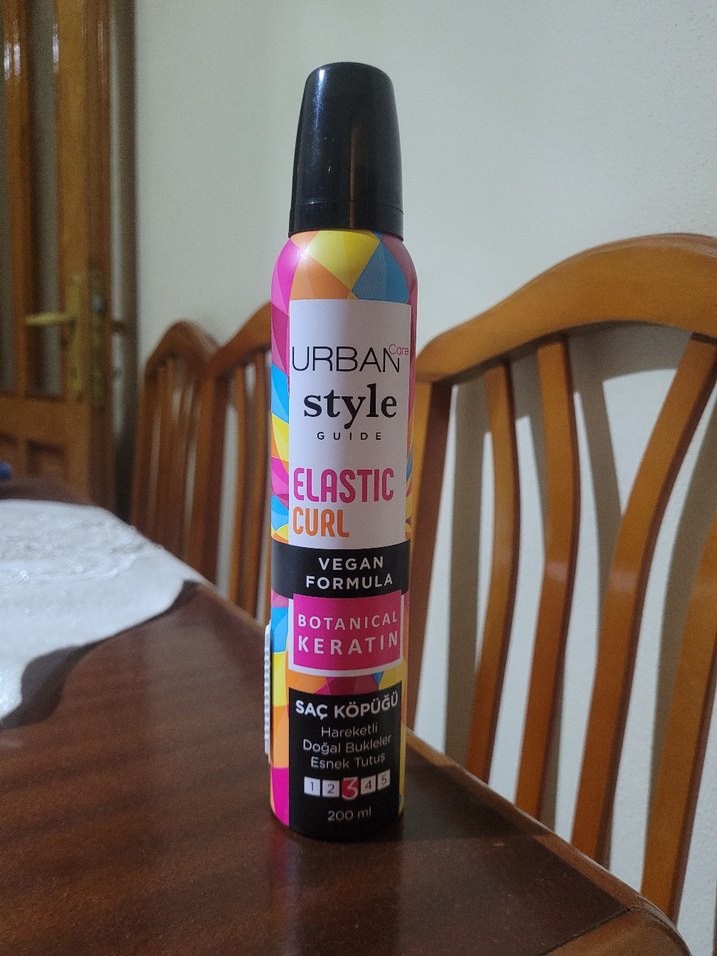 URBAN Care
style
GUIDE
ELASTIC
CURL
VEGAN
FORMULA
BOTANICAL
KERATIN
SAÇ KÖPÜĞÜ
Hareketli
Doğal Bukleler
Esnek Tutuş
1 2 3 4 5
200 ml